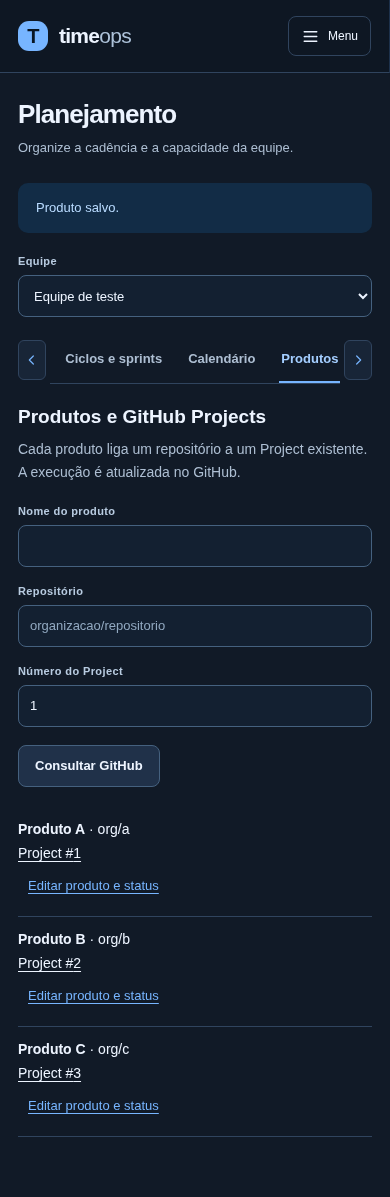 T timeops
Menu
Planejamento
Organize a cadência e a capacidade da equipe.
Produto salvo.
Equipe
Equipe de teste
Ciclos e sprints Calendário Produtos
Produtos e GitHub Projects
Cada produto liga um repositório a um Project existente.
A execução é atualizada no GitHub.
Nome do produto
Repositório
organizacao/repositorio
Número do Project
1
Consultar GitHub
Produto A · org/a
Project #1
Editar produto e status
Produto B · org/b
Project #2
Editar produto e status
Produto C · org/c
Project #3
Editar produto e status